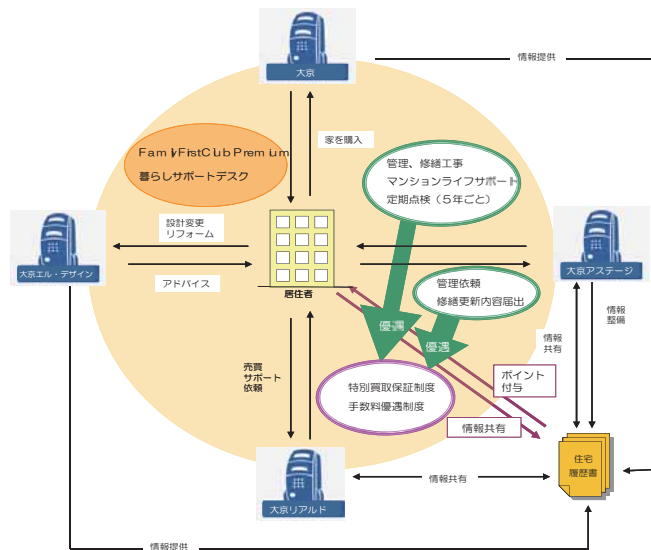 大京
情報提供
家を購入
Fam lyFistClub Premium
暮らしサポートデスク
管理、修繕工事
マンションライフサポート
定期点検（5年ごと）
設計変更
リフォーム
大京エル・デザイン
アドバイス
居住者
大京アステージ
管理依頼
修繕更新内容届出
優遇
優遇
情報
共有
情報
整備
売買
サポート
依頼
特別買取保証制度
手数料優遇制度
ポイント
付与
情報共有
住宅
履歴書
大京リアルド
情報共有
情報提供